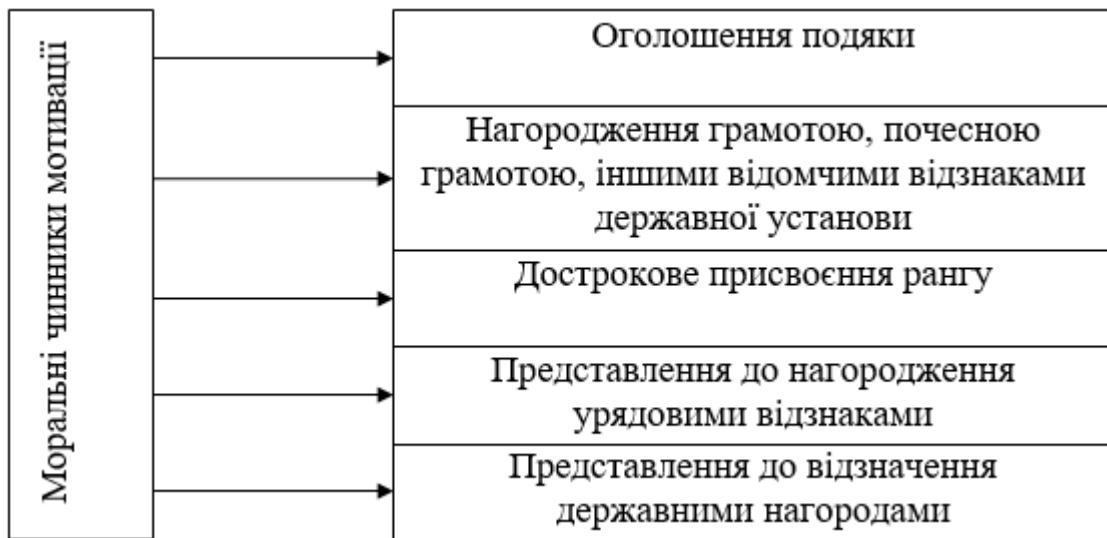 Моральні чинники мотивації
Оголошення подяки
Нагородження грамотою, почесною
грамотою, іншими відомчими відзнаками
державної установи
Дострокове присвоєння рангу
Представлення до нагородження
урядовими відзнаками
Представлення до відзначення
державними нагородами